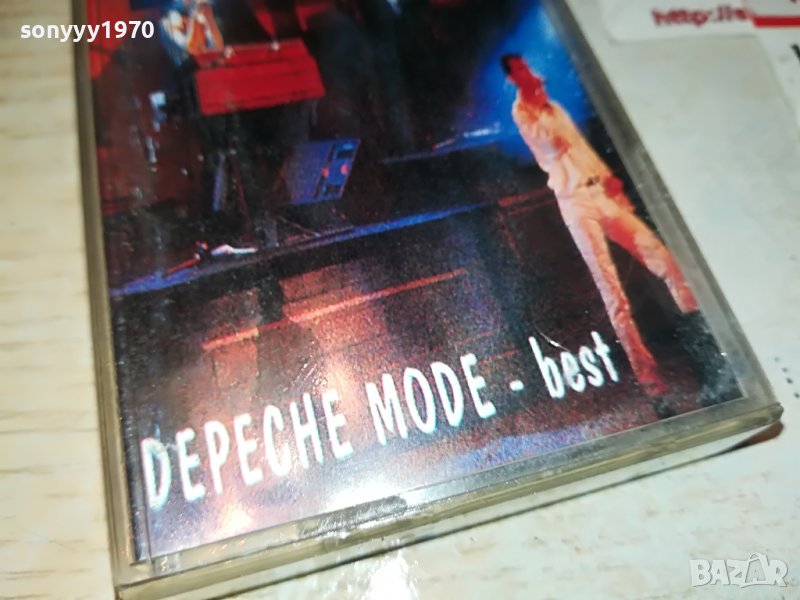 sonyyy1970
http://s
DEPECHE MODE - best
BAZAR